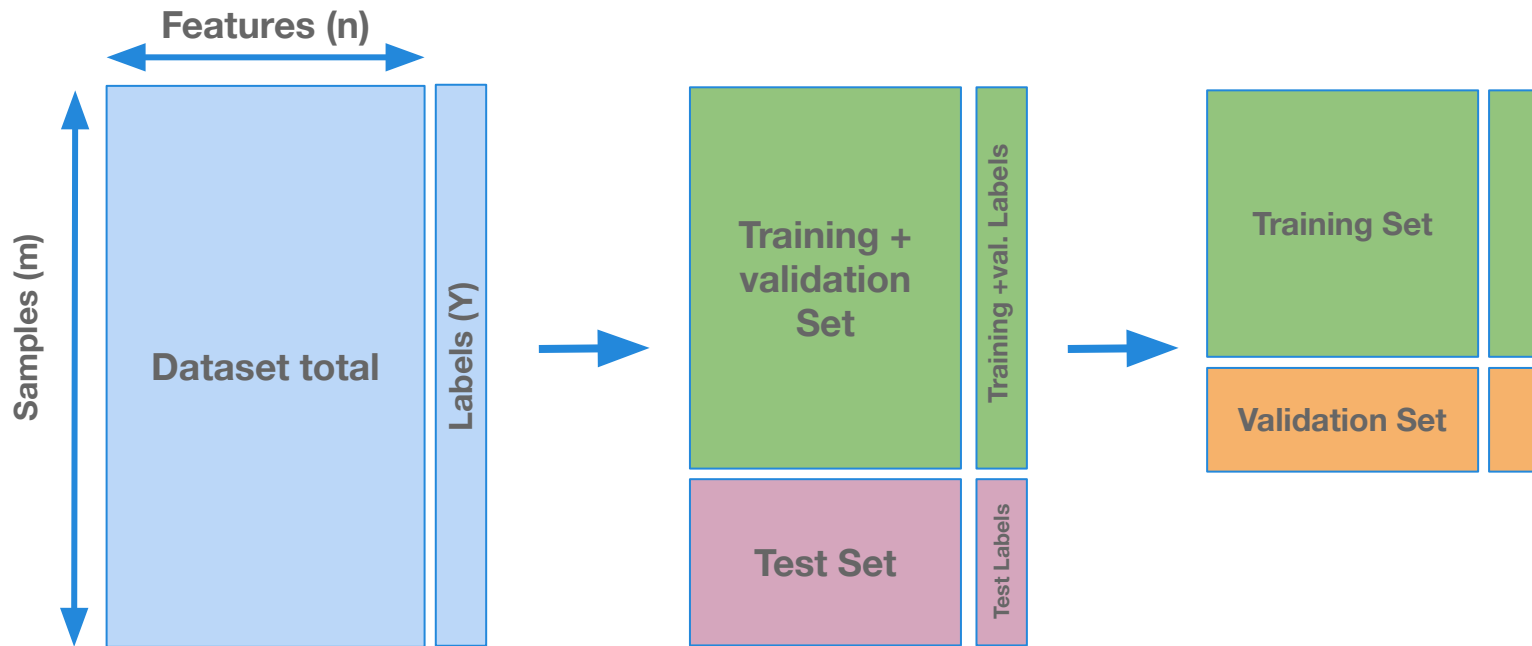 Features (n)
Samples (m)
Dataset total
Labels (Y)
Training +
validation
Set
Training +val. Labels
Test Set
Test Labels
Training Set
Validation Set